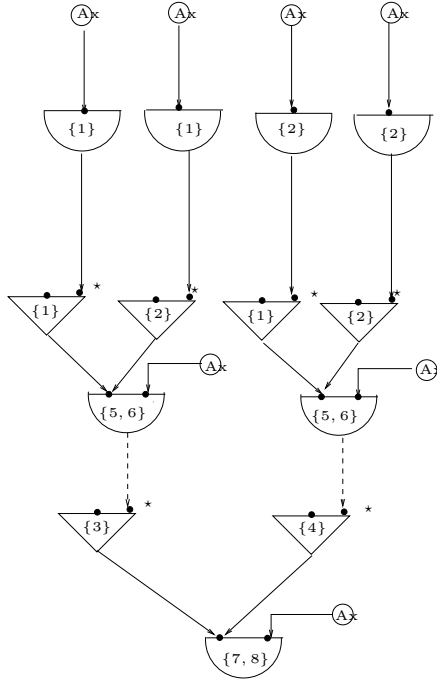 Ax Ax Ax Ax
{1} {1} {2} {2}
⋆ ⋆ ⋆ ⋆
{1} {2} {1} {2}
Ax Ax
{5, 6} {5, 6}
⋆ ⋆
{3} {4}
Ax
{7, 8}